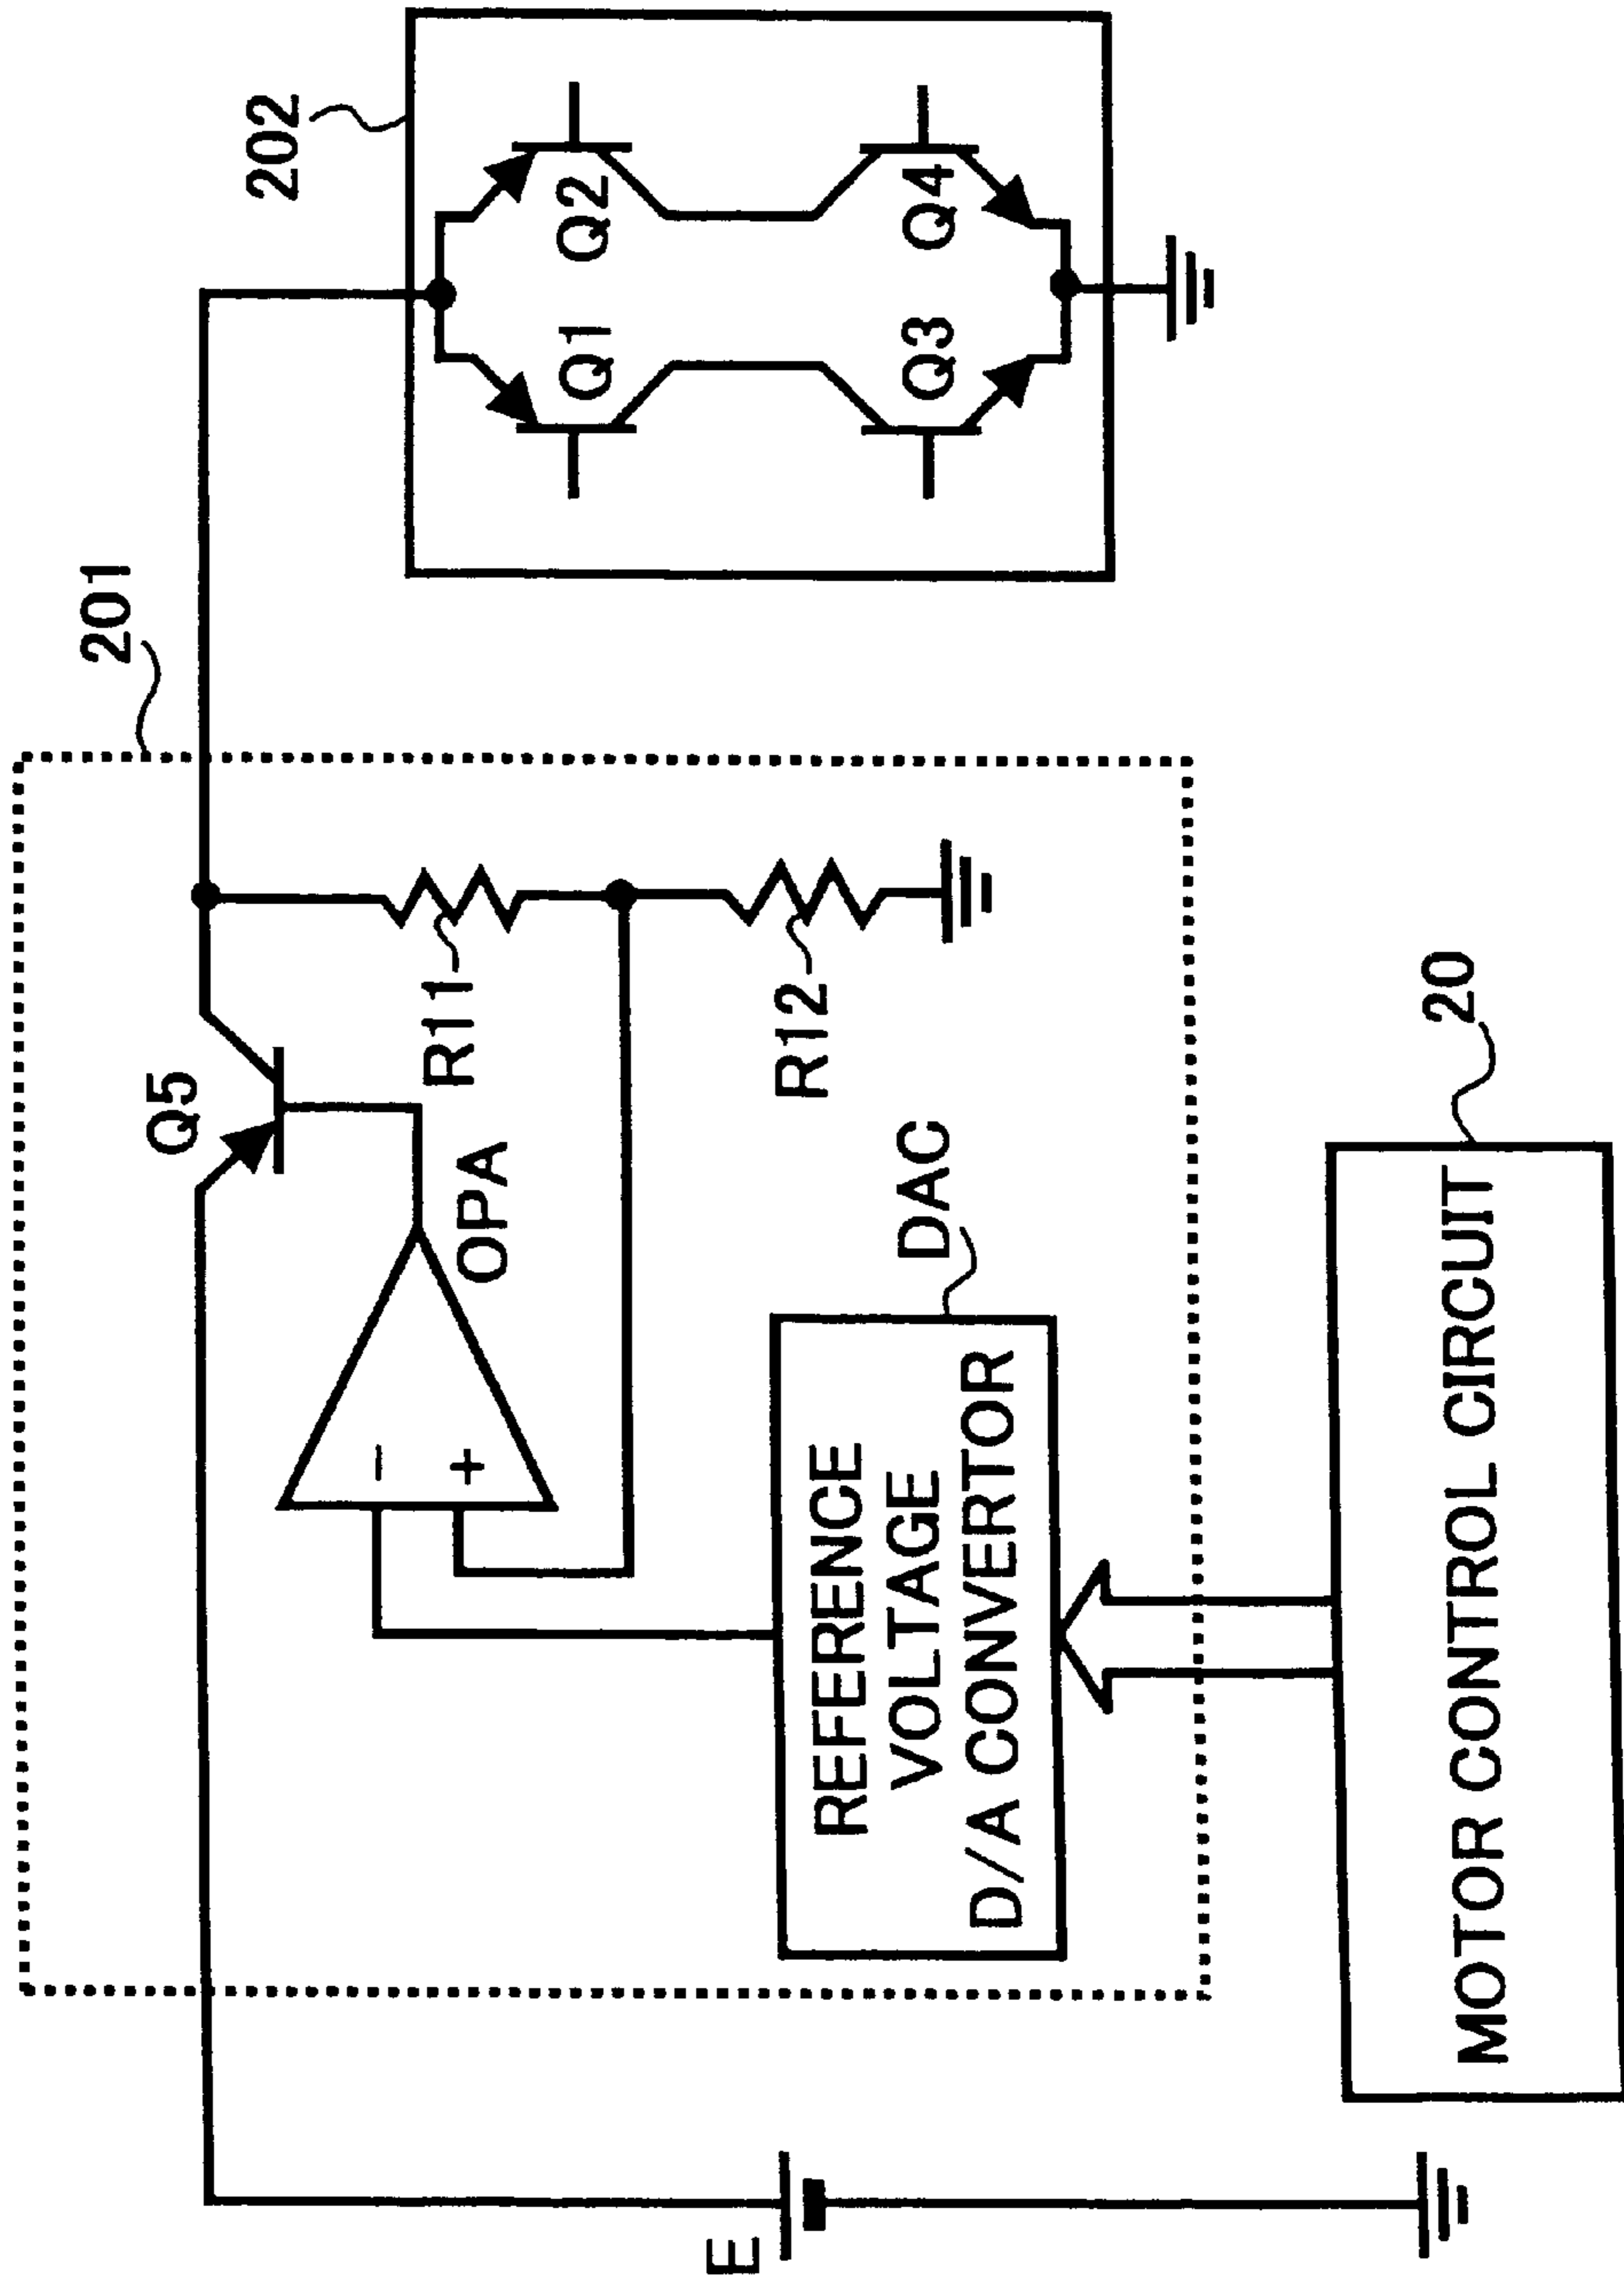 201
202
Q5
Q1
Q2
OPA
-
+
R11
R12
Q3
Q4
DAC
REFERENCE
VOLTAGE
D/A CONVERTOR
E
20
MOTOR CONTROL CIRCUIT